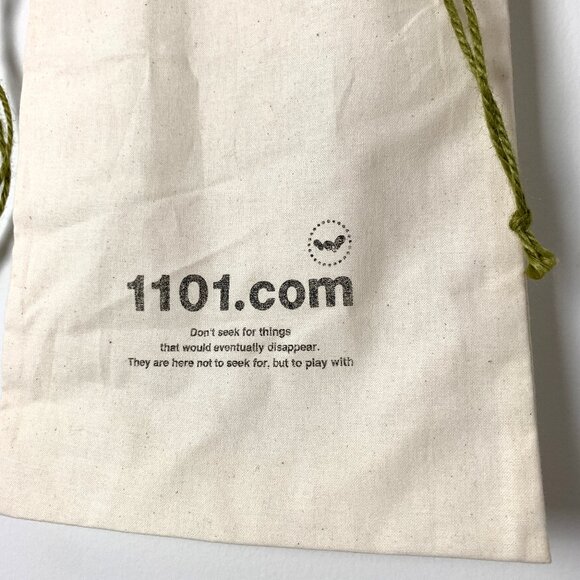 1101.com
Don't seek for things
that would eventually disappear.
They are here not to seek for, but to play with